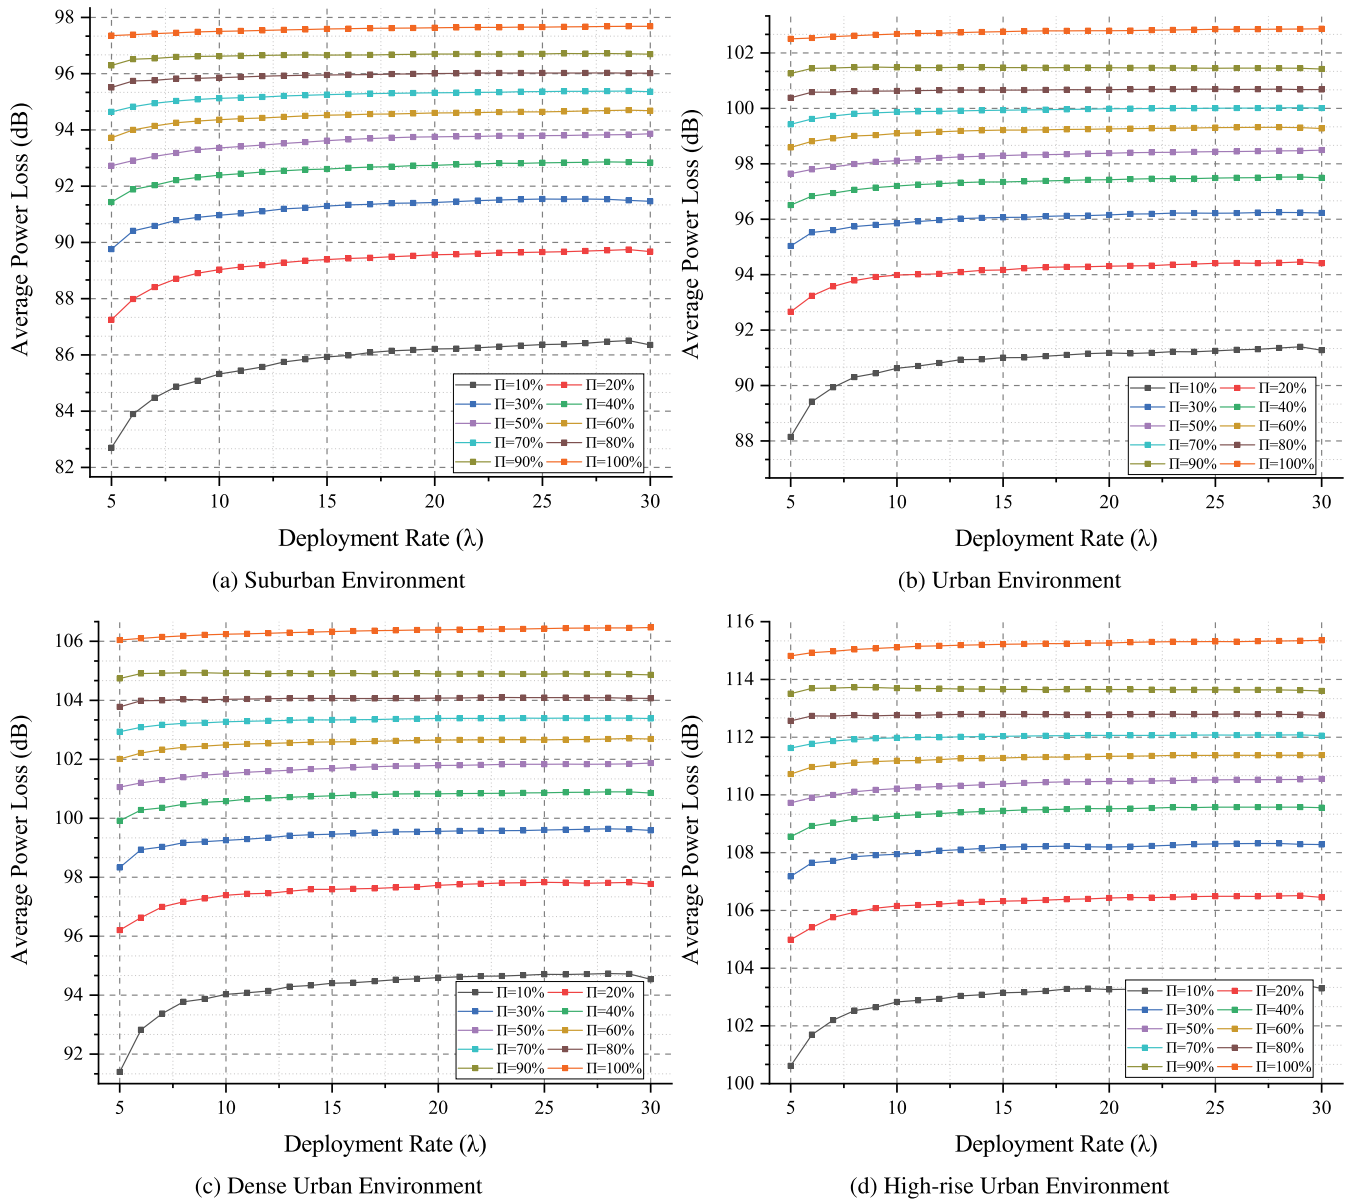 98
96
94
92
90
88
86
84
82
Average Power Loss (dB)
5 10 15 20 25 30
Deployment Rate (λ)
Π=10% Π=20%
Π=30% Π=40%
Π=50% Π=60%
Π=70% Π=80%
Π=90% Π=100%
(a) Suburban Environment
102
100
98
96
94
92
90
88
Average Power Loss (dB)
5 10 15 20 25 30
Deployment Rate (λ)
Π=10% Π=20%
Π=30% Π=40%
Π=50% Π=60%
Π=70% Π=80%
Π=90% Π=100%
(b) Urban Environment
106
104
102
100
98
96
94
92
Average Power Loss (dB)
5 10 15 20 25 30
Deployment Rate (λ)
Π=10% Π=20%
Π=30% Π=40%
Π=50% Π=60%
Π=70% Π=80%
Π=90% Π=100%
(c) Dense Urban Environment
116
114
112
110
108
106
104
102
100
Average Power Loss (dB)
5 10 15 20 25 30
Deployment Rate (λ)
Π=10% Π=20%
Π=30% Π=40%
Π=50% Π=60%
Π=70% Π=80%
Π=90% Π=100%
(d) High-rise Urban Environment